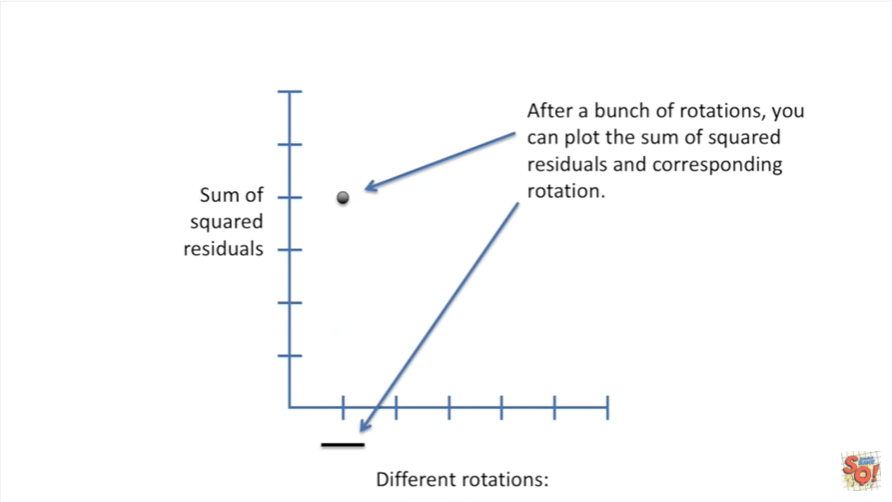 After a bunch of rotations, you
can plot the sum of squared
residuals and corresponding
rotation.
Sum of
squared
residuals
Different rotations:
SQ!